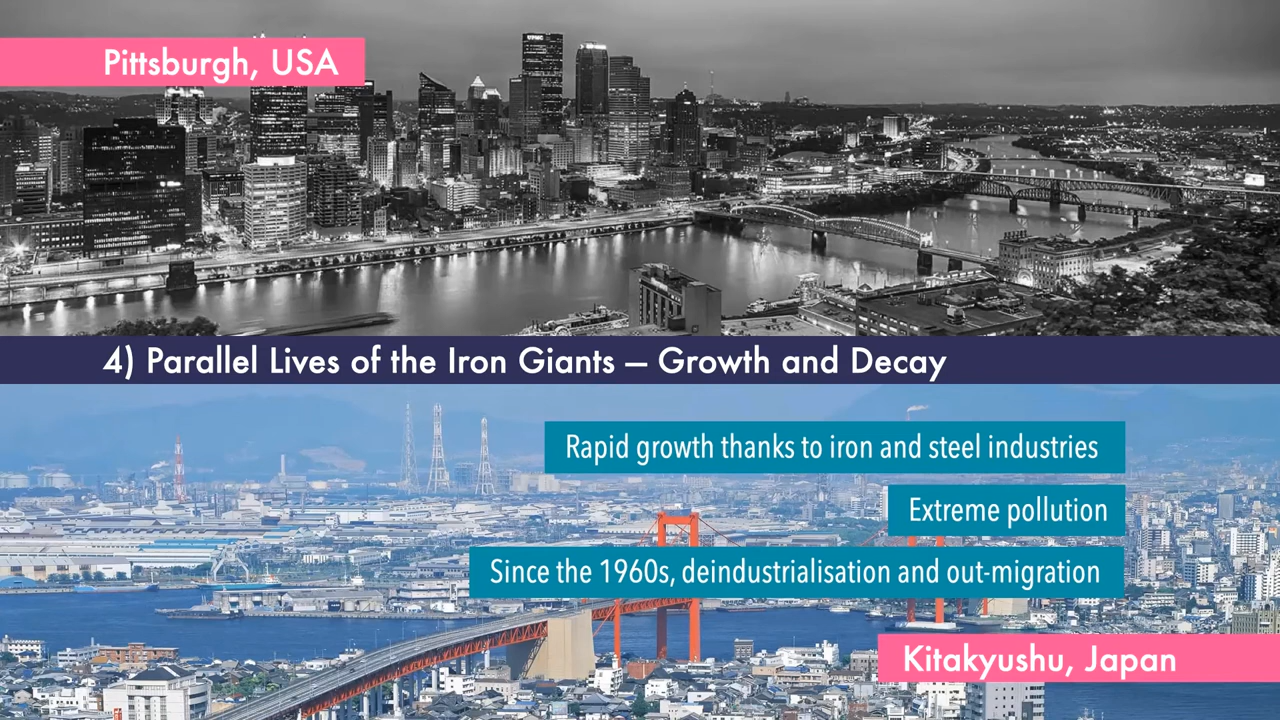 Pittsburgh, USA
UPMC
4) Parallel Lives of the Iron Giants — Growth and Decay
Rapid growth thanks to iron and steel industries
Extreme pollution
Since the 1960s, deindustrialisation and out-migration
Kitakyushu, Japan